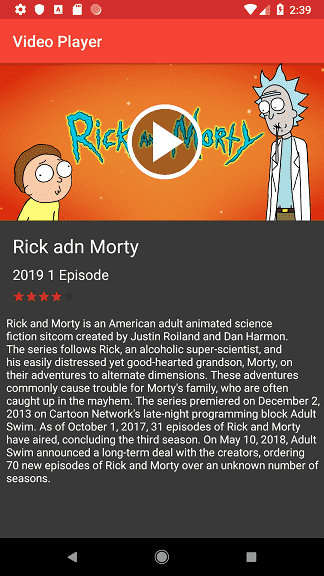 2:39
Video Player
Rick and Morty
Rick adn Morty
2019 1 Episode
Rick and Morty is an American adult animated science
fiction sitcom created by Justin Roiland and Dan Harmon.
The series follows Rick, an alcoholic super-scientist, and
his easily distressed yet good-hearted grandson, Morty, on
their adventures to alternate dimensions. These adventures
commonly cause trouble for Morty's family, who are often
caught up in the mayhem. The series premiered on December 2,
2013 on Cartoon Network's late-night programming block Adult
Swim. As of October 1, 2017, 31 episodes of Rick and Morty
have aired, concluding the third season. On May 10, 2018, Adult
Swim announced a long-term deal with the creators, ordering
70 new episodes of Rick and Morty over an unknown number of
seasons.